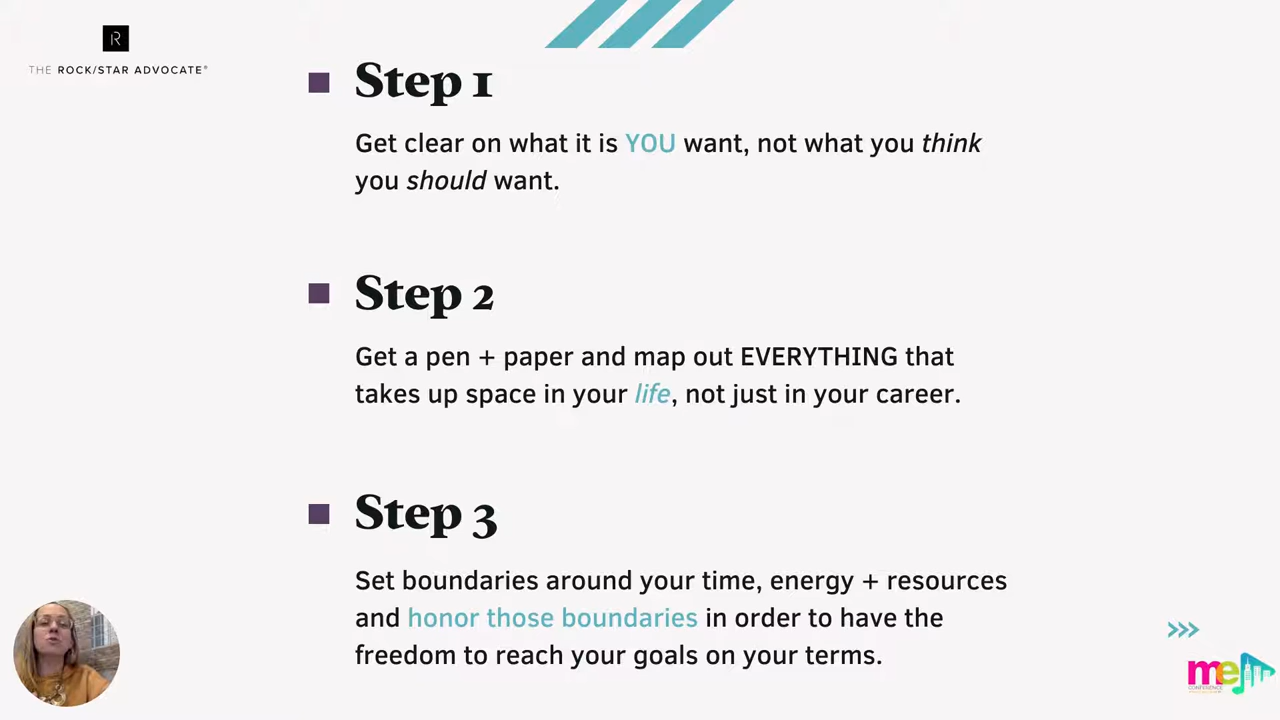 R
THE ROCK/STAR ADVOCATE®
Step 1
Get clear on what it is YOU want, not what you think
you should want.
Step 2
Get a pen + paper and map out EVERYTHING that
takes up space in your life, not just in your career.
Step 3
Set boundaries around your time, energy + resources
and honor those boundaries in order to have the
freedom to reach your goals on your terms.
me
CONFERENCE